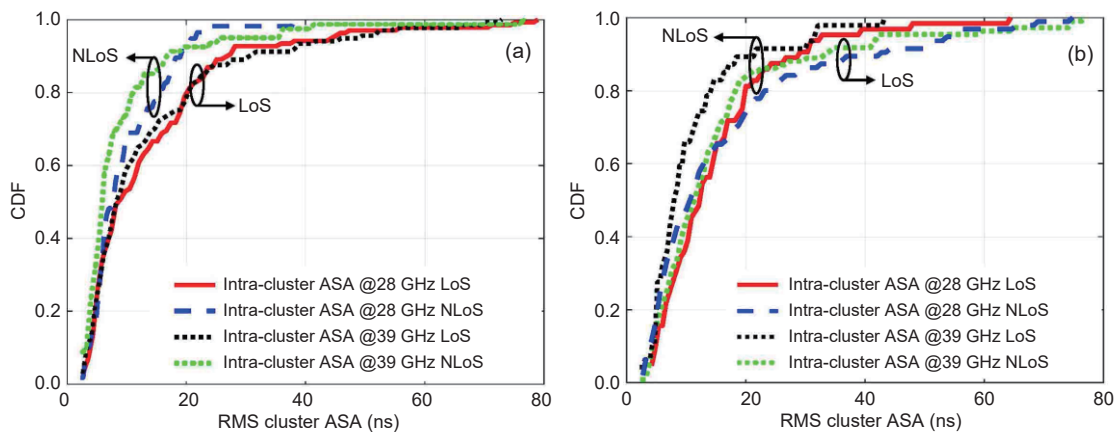 1.0
0.8
0.6
0.4
0.2
0.0
CDF
NLoS
LoS
(a)
Intra-cluster ASA @28 GHz LoS
Intra-cluster ASA @28 GHz NLoS
Intra-cluster ASA @39 GHz LoS
Intra-cluster ASA @39 GHz NLoS
0 20 40 60 80
RMS cluster ASA (ns)
1.0
0.8
0.6
0.4
0.2
0.0
CDF
NLoS
LoS
(b)
Intra-cluster ASA @28 GHz LoS
Intra-cluster ASA @28 GHz NLoS
Intra-cluster ASA @39 GHz LoS
Intra-cluster ASA @39 GHz NLoS
0 20 40 60 80
RMS cluster ASA (ns)